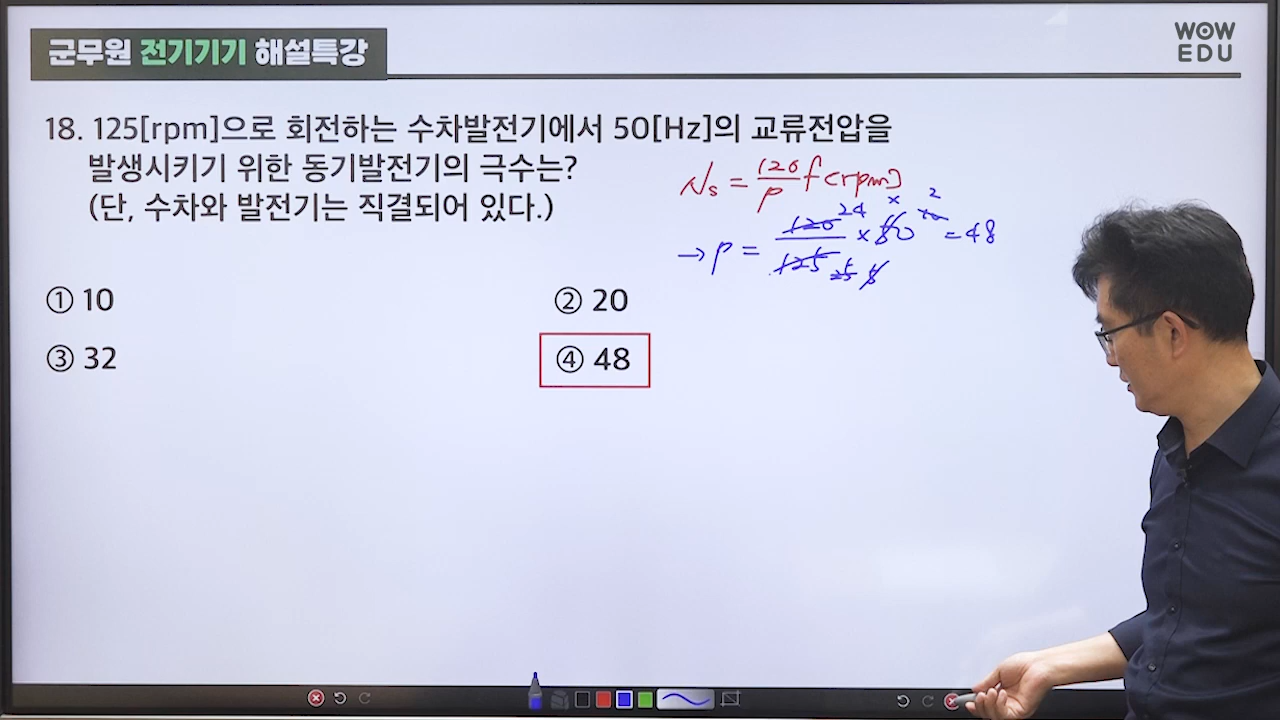 군무원 전기기기 해설특강
WOW
EDU
18. 125[rpm]으로 회전하는 수차발전기에서 50[Hz]의 교류전압을
발생시키기 위한 동기발전기의 극수는?
(단, 수차와 발전기는 직결되어 있다.)
Ns = 120/p f [rpm]
→ p = 120/125 × 50 = 48
① 10
② 20
③ 32
④ 48